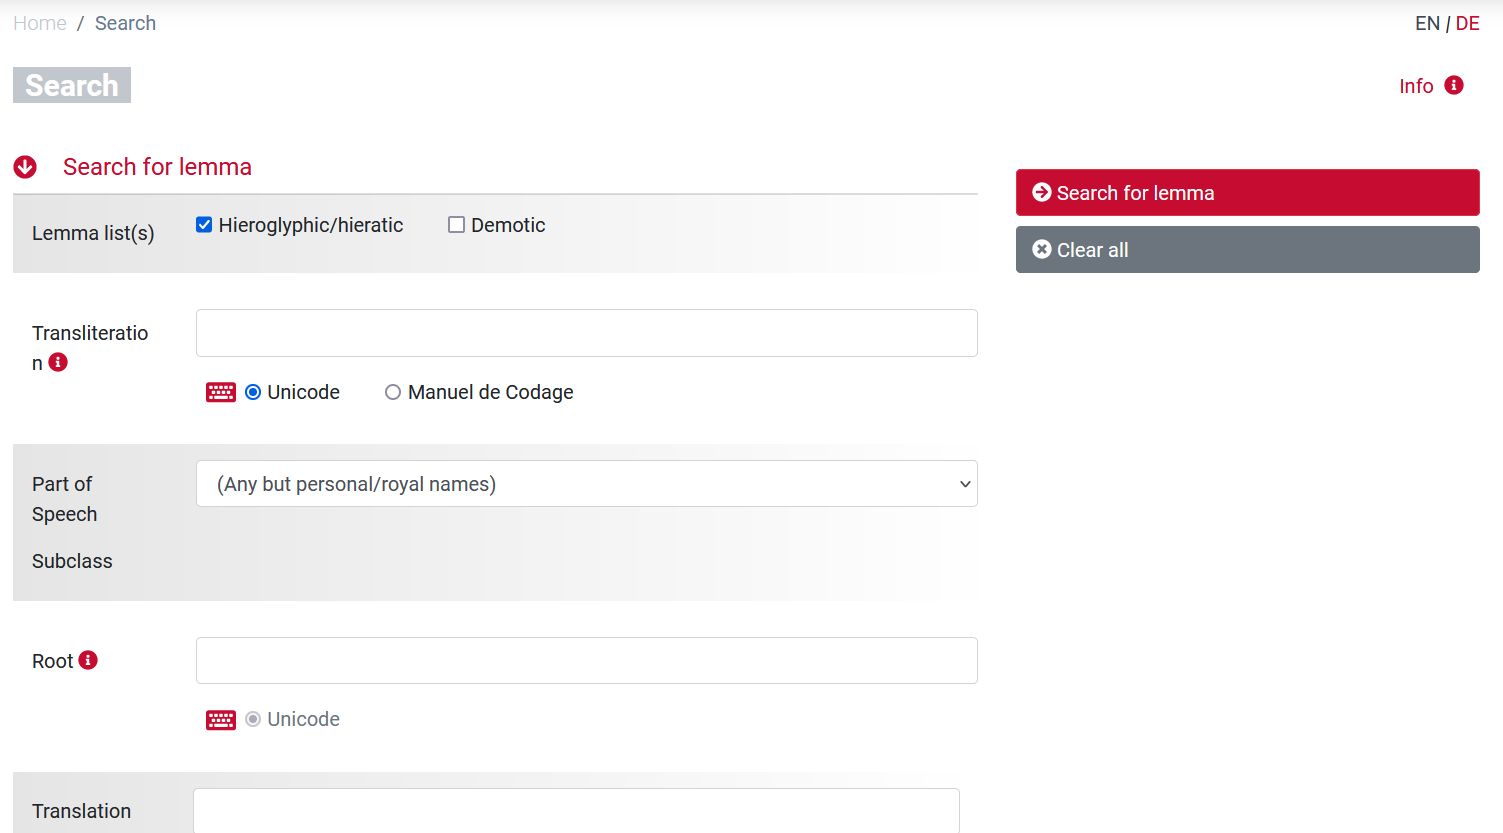 Home / Search
EN / DE
Search
Info
Search for lemma
Search for lemma
Clear all
Lemma list(s)
Hieroglyphic/hieratic
Demotic
Transliteratio
n
Unicode
Manuel de Codage
Part of
Speech
(Any but personal/royal names)
Subclass
Root
Unicode
Translation